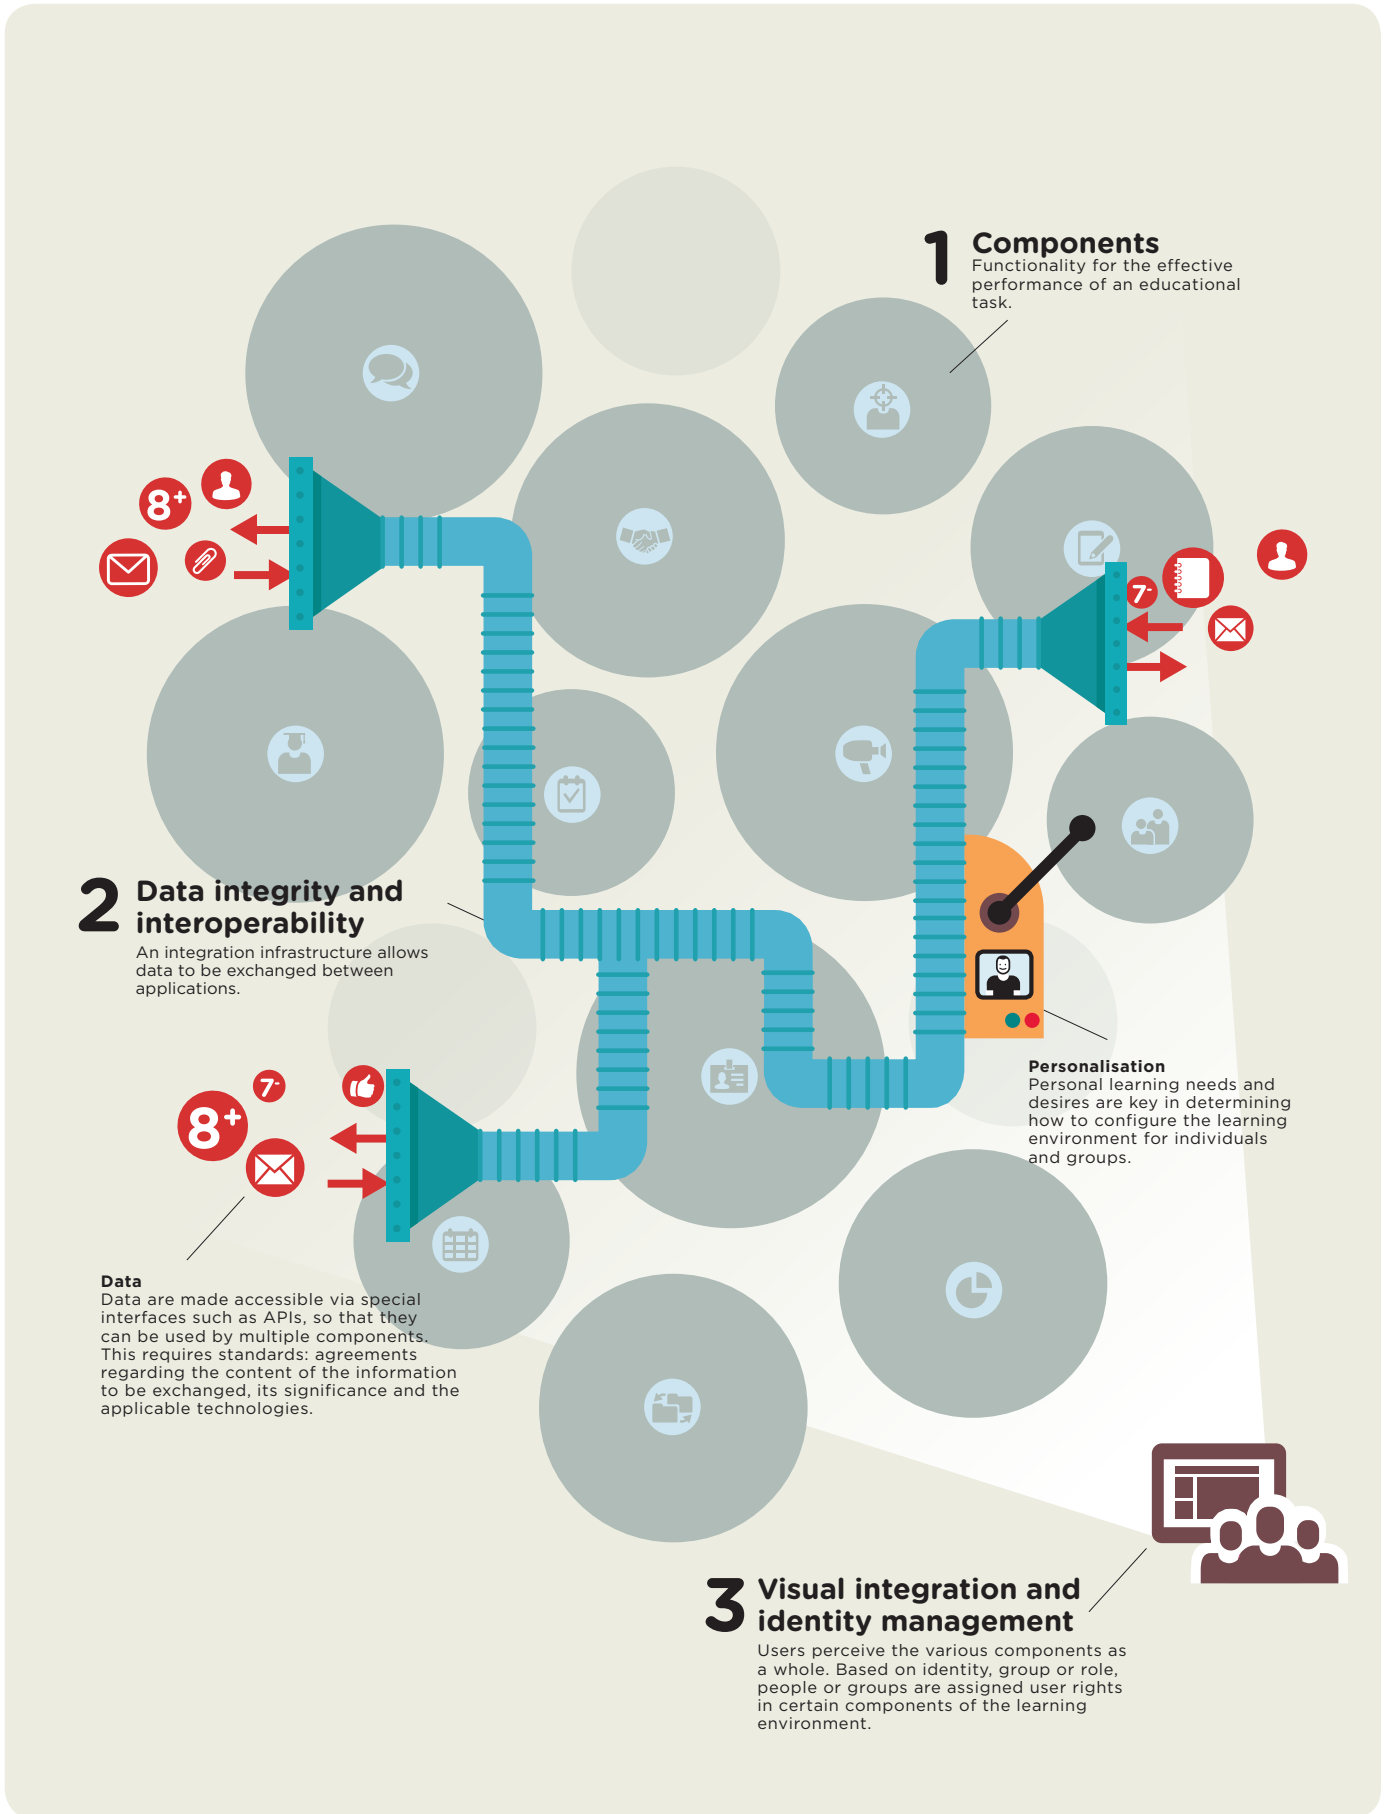 1 Components
Functionality for the effective
performance of an educational
task.
8+
7-
2 Data integrity and
interoperability
An integration infrastructure allows
data to be exchanged between
applications.
Personalisation
Personal learning needs and
desires are key in determining
how to configure the learning
environment for individuals
and groups.
7-
8+
Data
Data are made accessible via special
interfaces such as APIs, so that they
can be used by multiple components.
This requires standards: agreements
regarding the content of the information
to be exchanged, its significance and the
applicable technologies.
3 Visual integration and
identity management
Users perceive the various components as
a whole. Based on identity, group or role,
people or groups are assigned user rights
in certain components of the learning
environment.